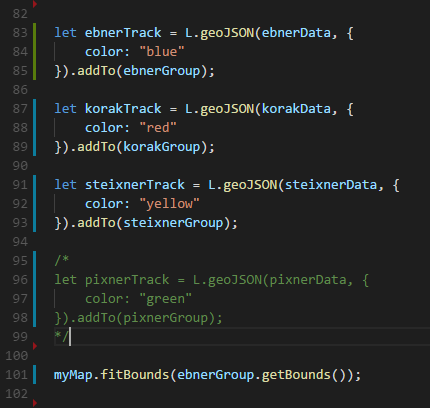 82
83 let ebnerTrack = L.geoJSON(ebnerData, {
84     color: "blue"
85 }).addTo(ebnerGroup);
86
87 let korakTrack = L.geoJSON(korakData, {
88     color: "red"
89 }).addTo(korakGroup);
90
91 let steixnerTrack = L.geoJSON(steixnerData, {
92     color: "yellow"
93 }).addTo(steixnerGroup);
94
95 /*
96 let pixnerTrack = L.geoJSON(pixnerData, {
97     color: "green"
98 }).addTo(pixnerGroup);
99 */
100
101 myMap.fitBounds(ebnerGroup.getBounds());
102